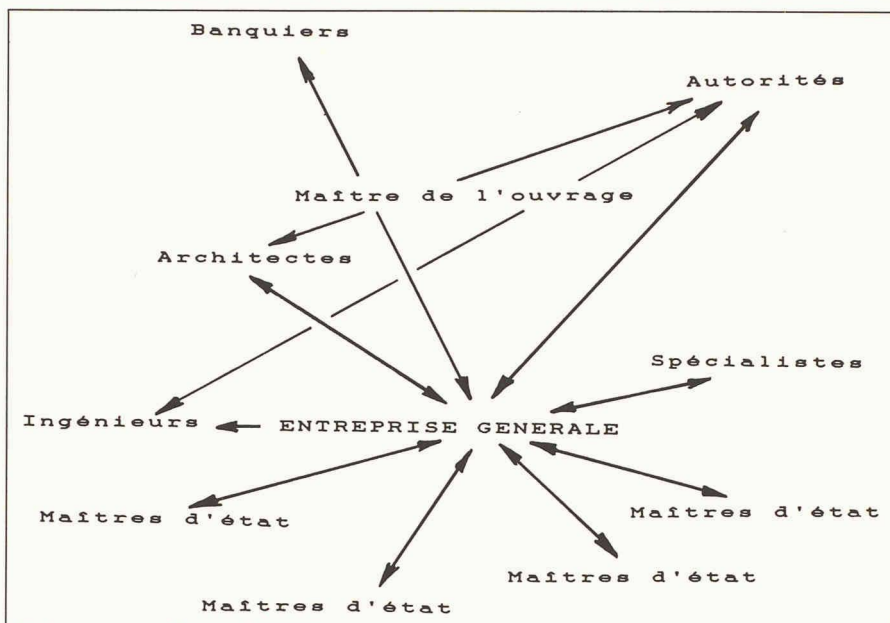 Banquiers
Autorités
Maître de l'ouvrage
Architectes
Spécialistes
Ingénieurs
ENTREPRISE GENERALE
Maîtres d'état
Maîtres d'état
Maîtres d'état
Maîtres d'état